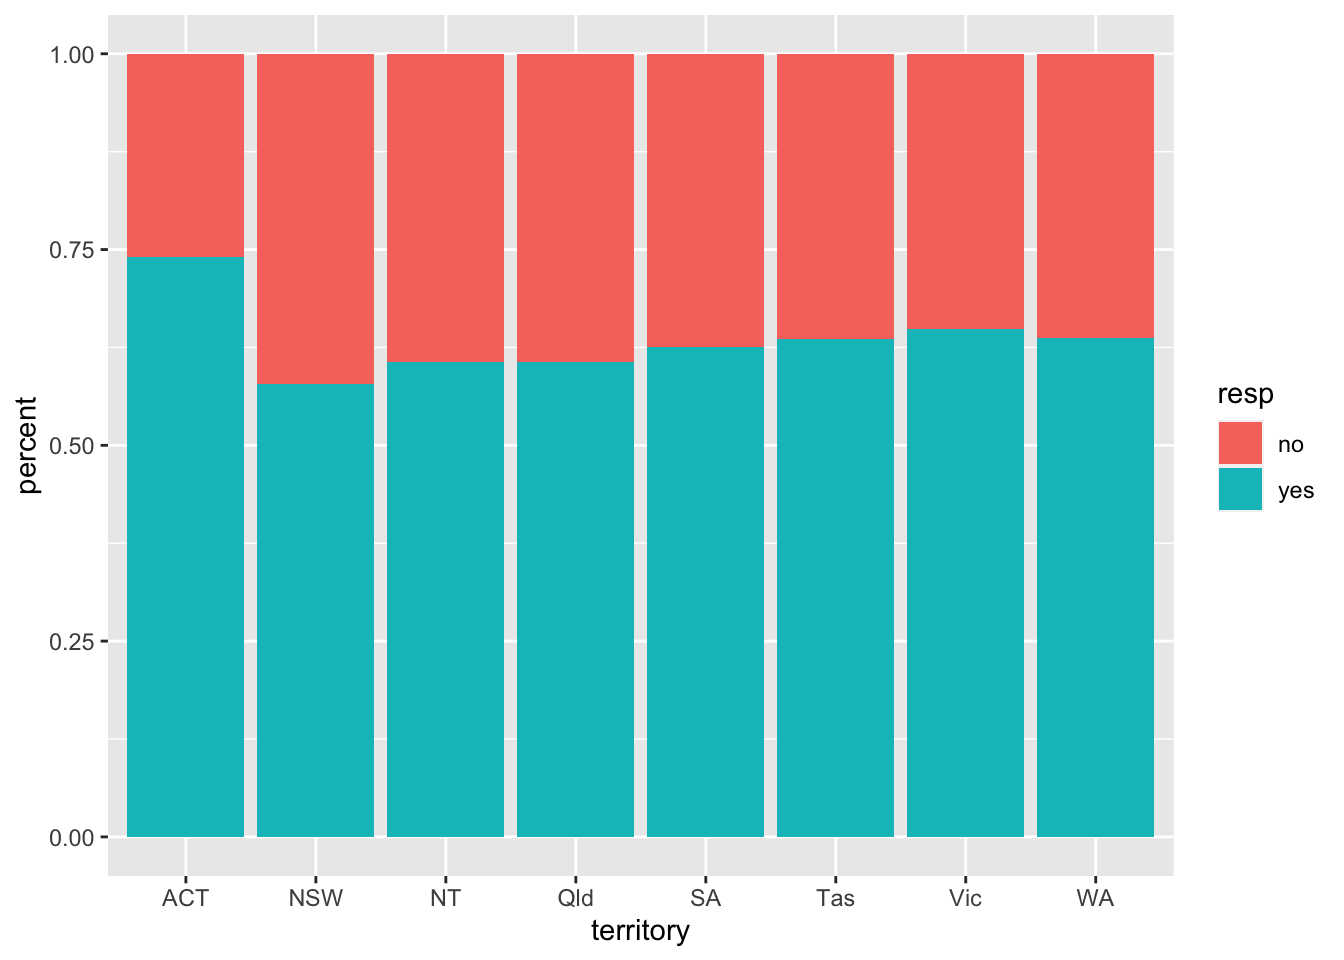 1.00
0.75
0.50
0.25
0.00
percent
ACT NSW NT Qld SA Tas Vic WA
territory
resp
no
yes